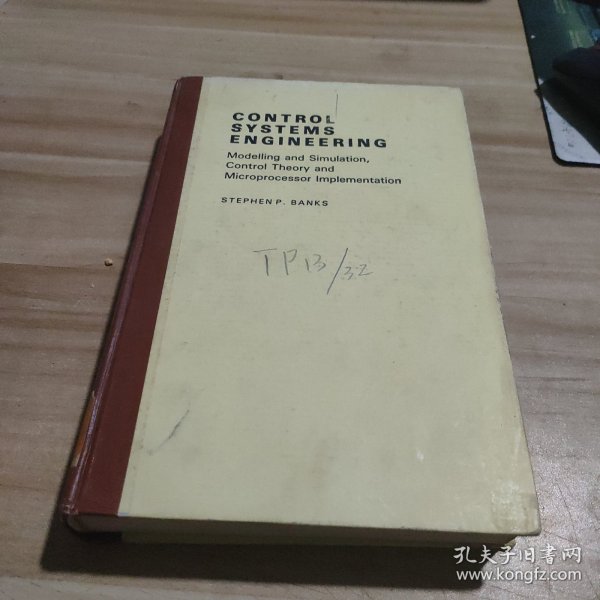 CONTROL
SYSTEMS
ENGINEERING
Modelling and Simulation,
Control Theory and
Microprocessor Implementation
STEPHEN P. BANKS
TP13/32
孔夫子旧书网
www.kongfz.com